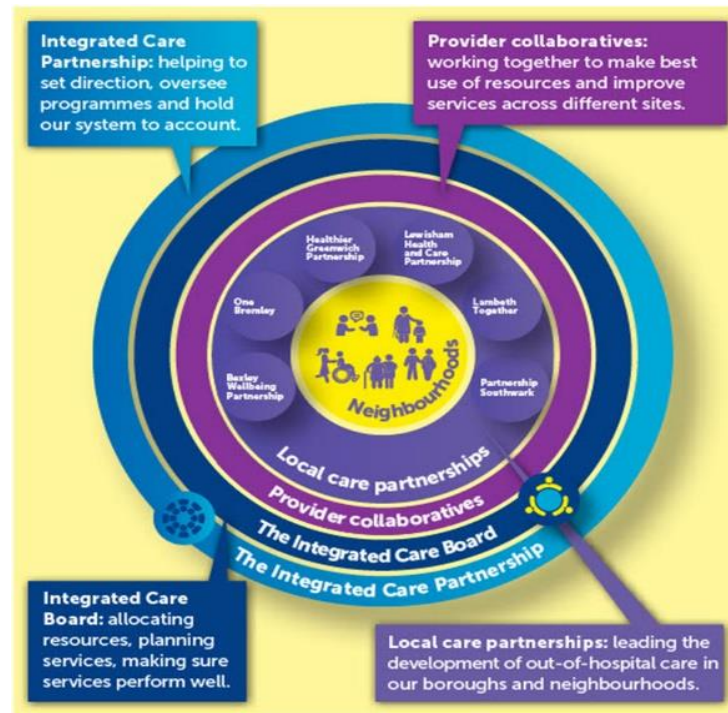 Integrated Care
Partnership: helping to
set direction, oversee
programmes and hold
our system to account.
Provider collaboratives:
working together to make best
use of resources and improve
services across different sites.
Healthier
Greenwich
Partnership
Lewisham
Health
and Care
Partnership
One
Bromley
Lambeth
Together
Bexley
Wellbeing
Partnership
Partnership
Southwark
Neighbourhoods
Local care partnerships
Provider collaboratives
The Integrated Care Board
The Integrated Care Partnership
Integrated Care
Board: allocating
resources, planning
services, making sure
services perform well.
Local care partnerships: leading the
development of out-of-hospital care in
our boroughs and neighbourhoods.